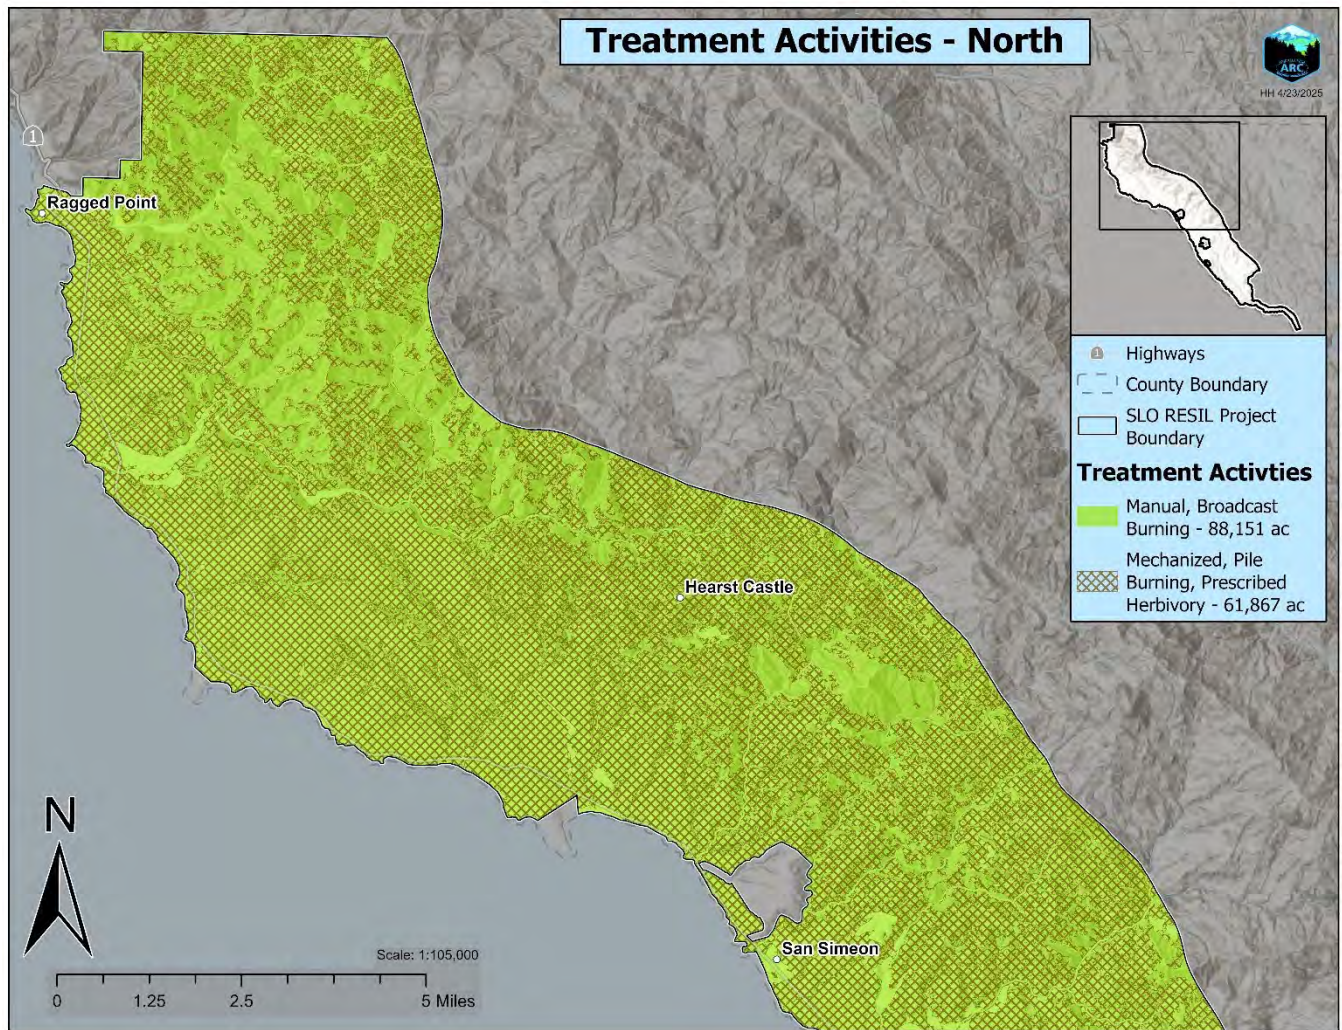 Treatment Activities - North
ARC
HH 4/23/2025
1
Ragged Point
1
Highways
County Boundary
SLO RESIL Project
Boundary
Treatment Activties
Manual, Broadcast
Burning - 88,151 ac
Mechanized, Pile
Burning, Prescribed
Herbivory - 61,867 ac
Hearst Castle
San Simeon
N
Scale: 1:105,000
0 1.25 2.5 5 Miles